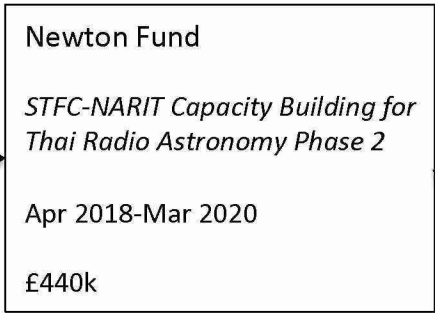 Newton Fund
STFC-NARIT Capacity Building for
Thai Radio Astronomy Phase 2
Apr 2018-Mar 2020
£440k